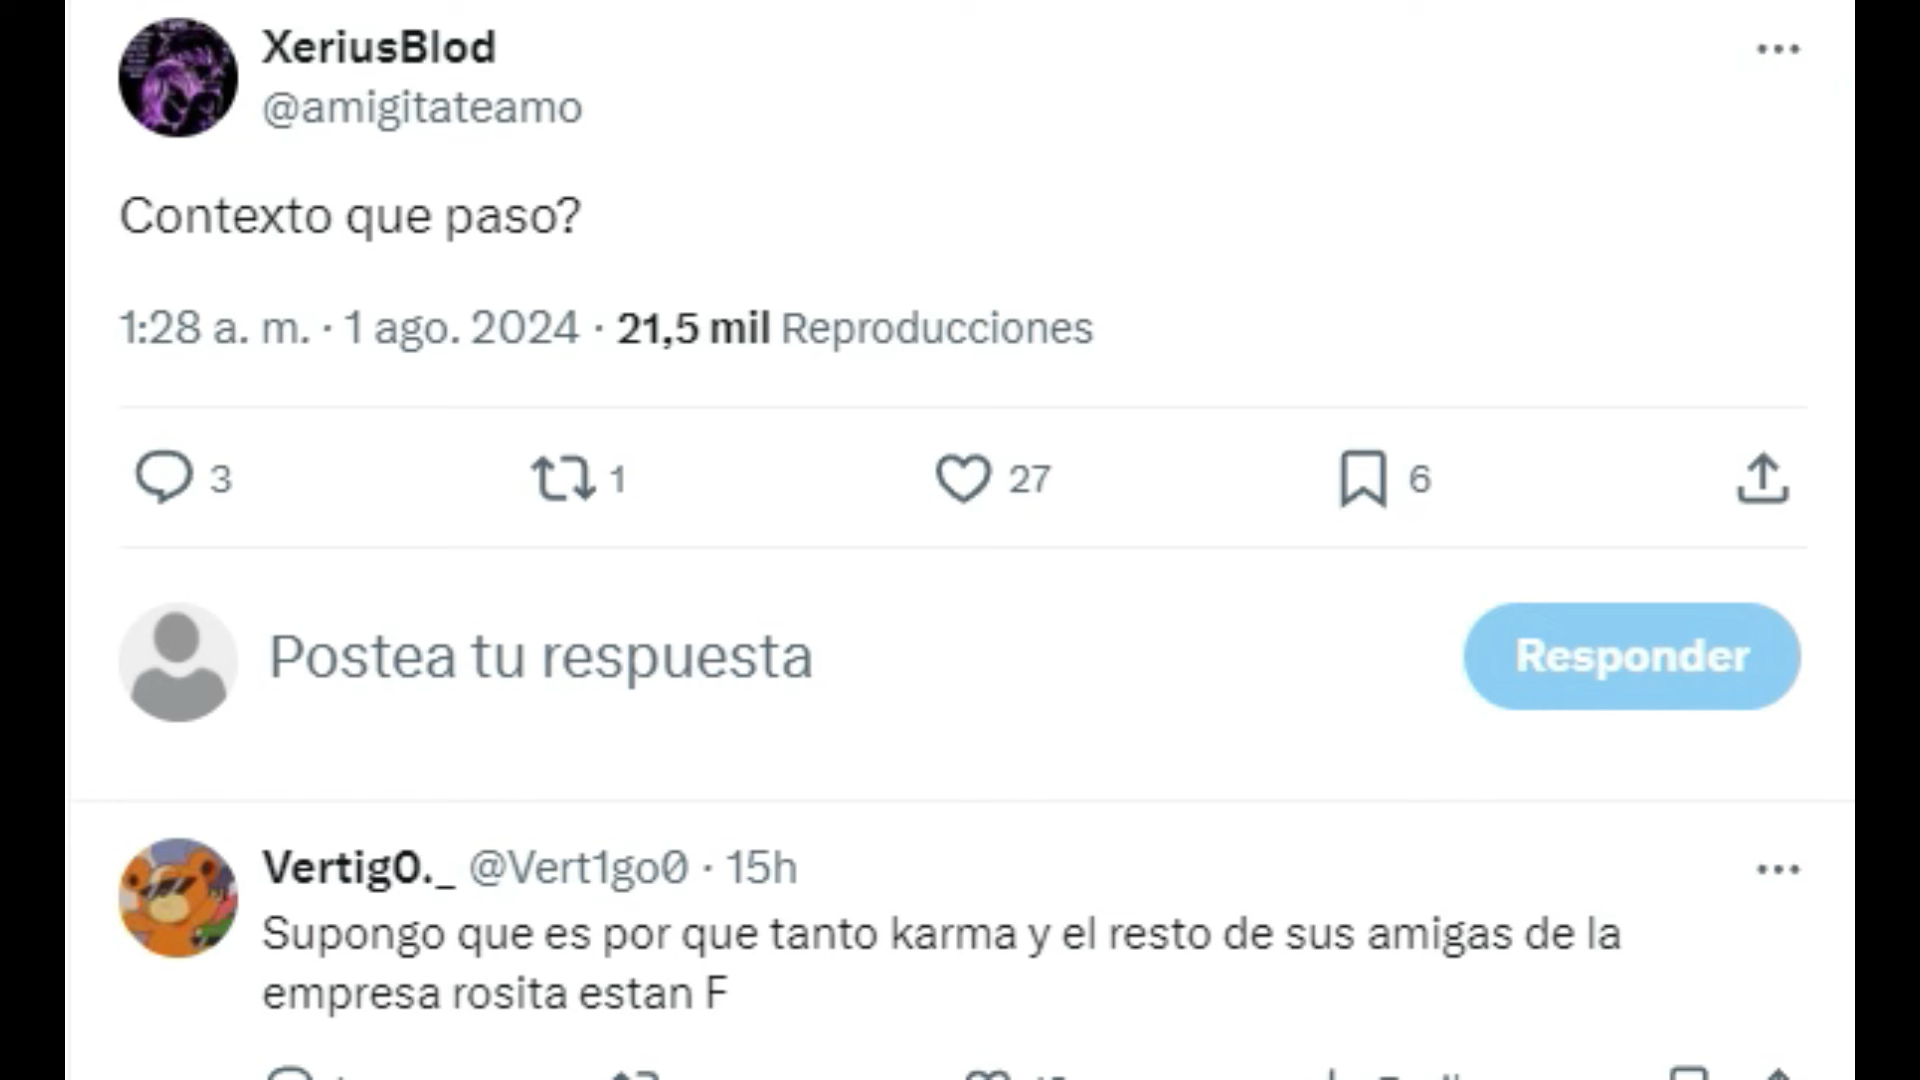 XeriusBlod
@amigitateamo
Contexto que paso?
1:28 a. m. · 1 ago. 2024 · 21,5 mil Reproducciones
3 1 27 6
Postea tu respuesta
Responder
Vertig0._ @Vert1go0 · 15h
Supongo que es por que tanto karma y el resto de sus amigas de la
empresa rosita estan F